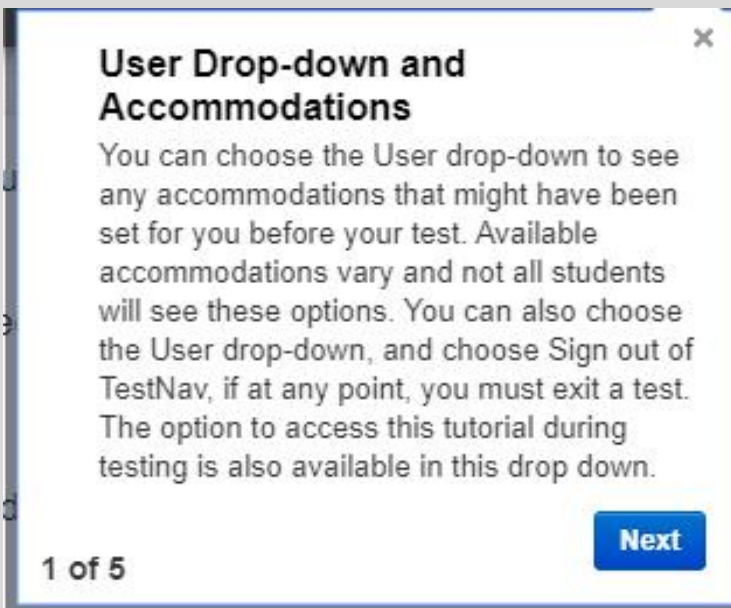 ×
User Drop-down and
Accommodations
You can choose the User drop-down to see
any accommodations that might have been
set for you before your test. Available
accommodations vary and not all students
will see these options. You can also choose
the User drop-down, and choose Sign out of
TestNav, if at any point, you must exit a test.
The option to access this tutorial during
testing is also available in this drop down.
Next
1 of 5